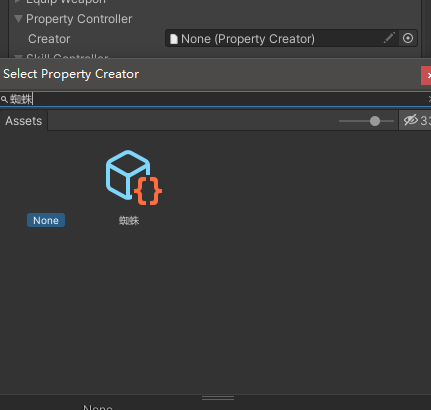 Equip Weapon
Property Controller
Creator
None (Property Creator)
Skill Controller
Select Property Creator
蜘蛛
Assets
None
蜘蛛
None